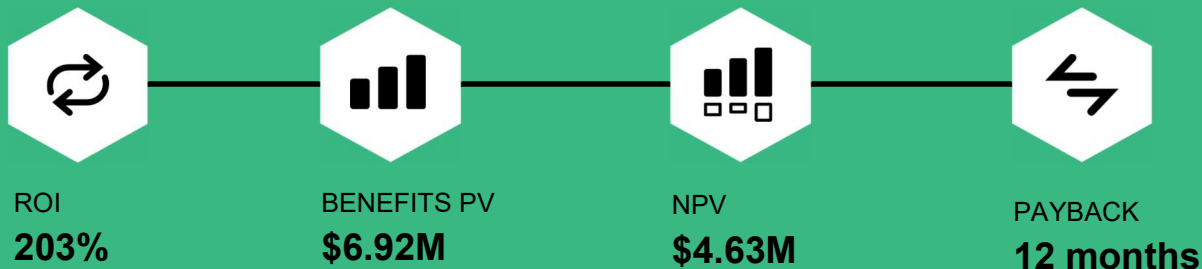 ROI
203%
BENEFITS PV
$6.92M
NPV
$4.63M
PAYBACK
12 months